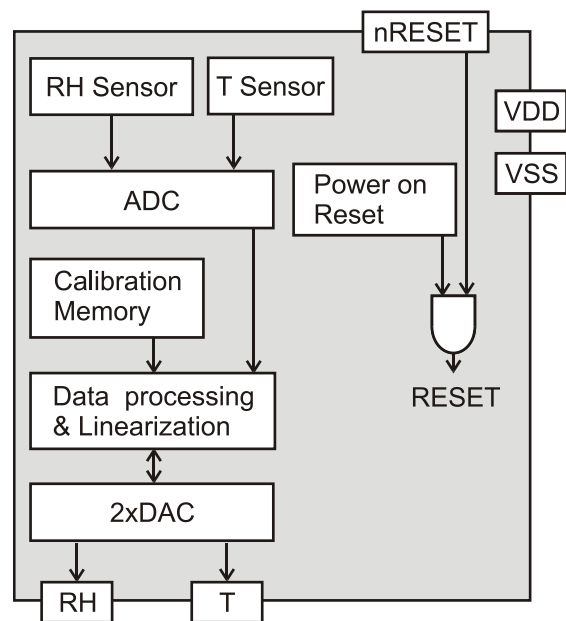 nRESET
RH Sensor
T Sensor
VDD
VSS
ADC
Power on
Reset
Calibration
Memory
Data processing
& Linearization
RESET
2xDAC
RH
T